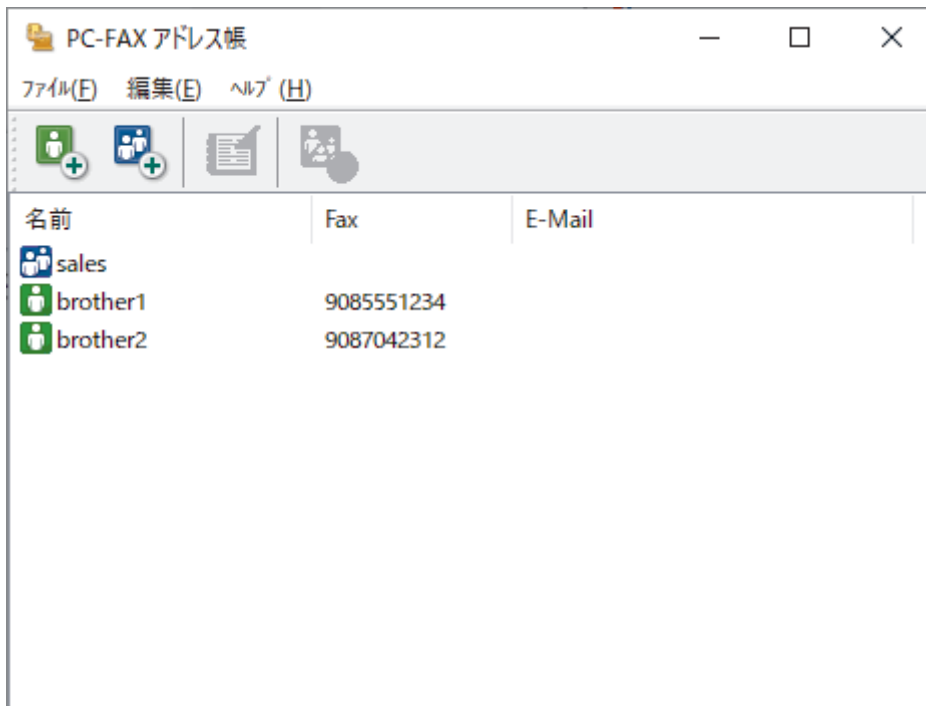 PC-FAX アドレス帳
ﾌｧｲﾙ(F) 編集(E) ﾍﾙﾌﾟ(H)
名前 Fax E-Mail
sales
brother1 9085551234
brother2 9087042312